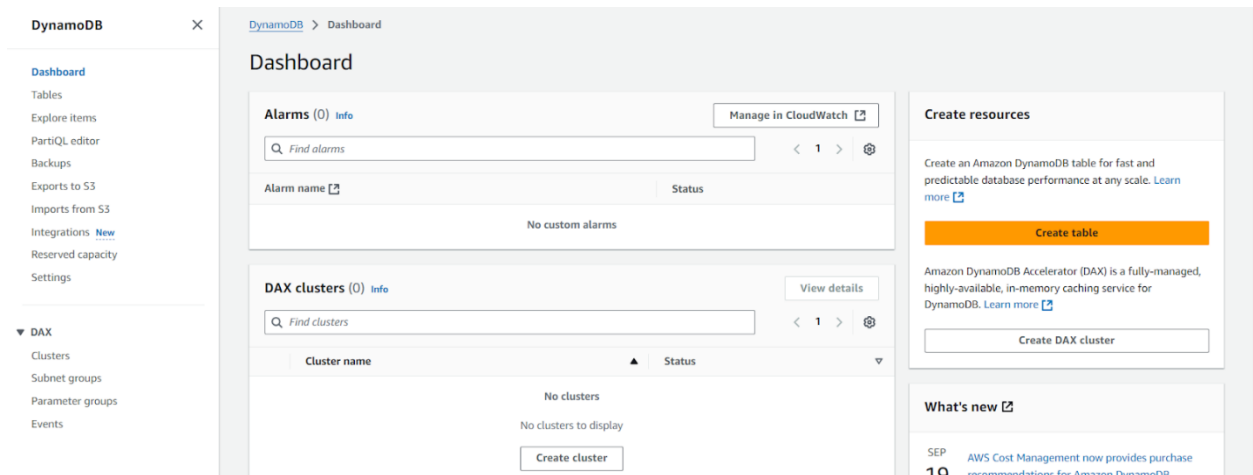 DynamoDB
Dashboard
Tables
Explore items
PartiQL editor
Backups
Exports to S3
Imports from S3
Integrations New
Reserved capacity
Settings
DAX
Clusters
Subnet groups
Parameter groups
Events
DynamoDB > Dashboard
Dashboard
Alarms (0) Info
Manage in CloudWatch
Find alarms
1
Alarm name
Status
No custom alarms
DAX clusters (0) Info
View details
Find clusters
1
Cluster name
Status
No clusters
No clusters to display
Create cluster
Create resources
Create an Amazon DynamoDB table for fast and
predictable database performance at any scale. Learn
more
Create table
Amazon DynamoDB Accelerator (DAX) is a fully-managed,
highly-available, in-memory caching service for
DynamoDB. Learn more
Create DAX cluster
What's new
SEP
19
AWS Cost Management now provides purchase
recommendations for Amazon DynamoDB